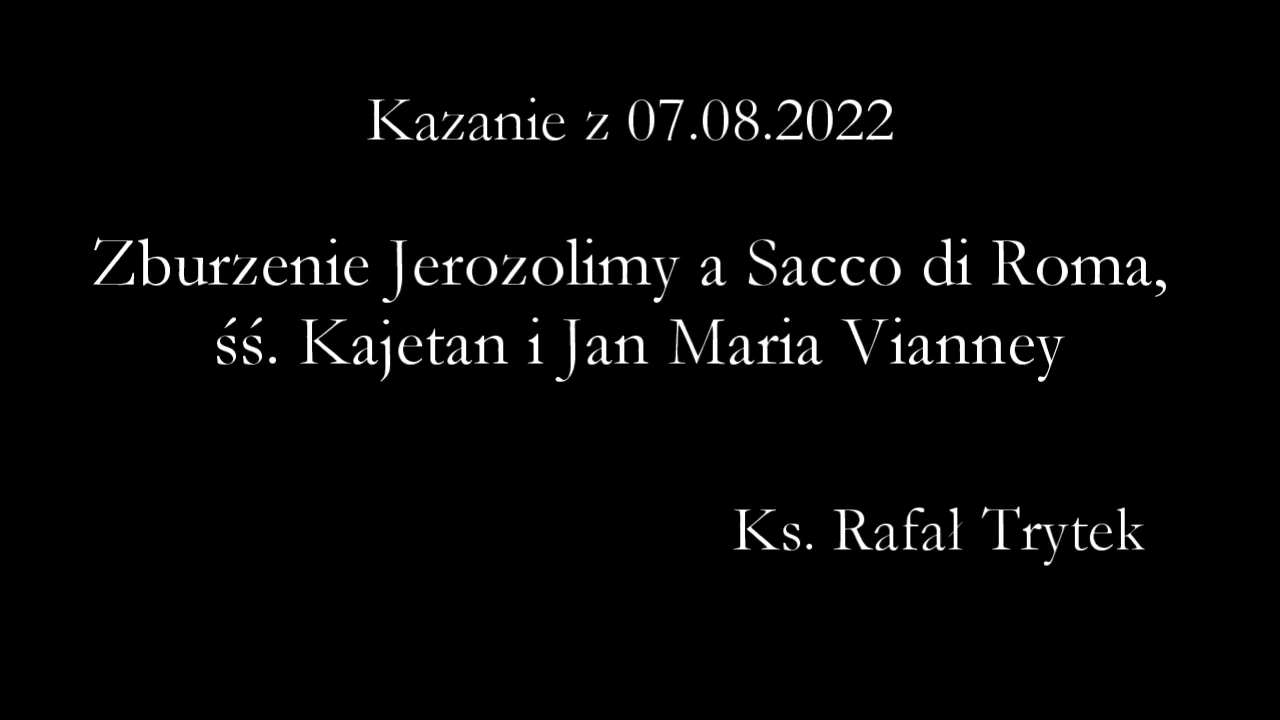 Kazanie z 07.08.2022
Zburzenie Jerozolimy a Sacco di Roma,
śś. Kajetan i Jan Maria Vianney
Ks. Rafał Trytek